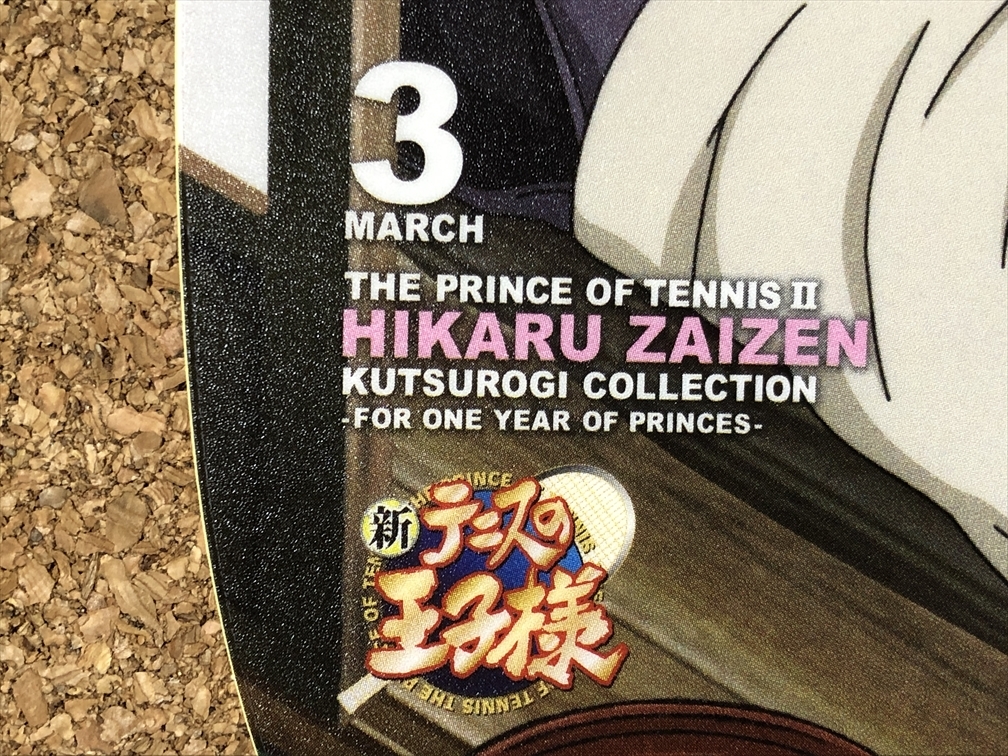 3
MARCH
THE PRINCE OF TENNIS II
HIKARU ZAIZEN
KUTSUROGI COLLECTION
-FOR ONE YEAR OF PRINCES-
新テニスの
王子様